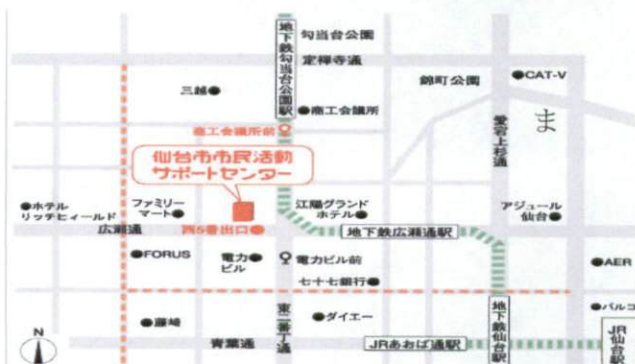 勾当台公園
地下鉄勾当台公園駅
定禅寺通
錦町公園
CAT-V
三越
商工会議所
商工会議所前
愛宕上杉通
ま
仙台市市民活動
サポートセンター
ホテル
リッチフィールド
ファミリー
マート
江陽グランド
ホテル
アジュール
仙台
広瀬通
西5番出口
地下鉄広瀬通駅
FORUS
電力
ビル
電力ビル前
AER
七十七銀行
東二番丁通
地下鉄仙台駅
パルコ
藤崎
ダイエー
JR仙台駅
N
青葉通
JRあおば通駅